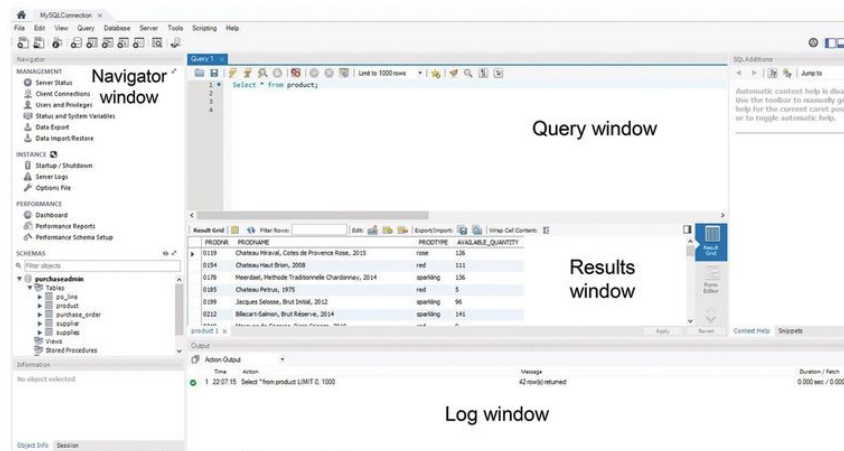 MySQLConnection ×
File Edit View Query Database Server Tools Scripting Help
Navigator
MANAGEMENT
Server Status
Client Connections
Users and Privileges
Status and System Variables
Data Export
Data Import/Restore
Navigator
window
INSTANCE
Startup / Shutdown
Server Logs
Options File
PERFORMANCE
Dashboard
Performance Reports
Performance Schema Setup
SCHEMAS
Filter objects
purchaseadmin
Tables
po_line
product
purchase_order
supplier
supplies
Views
Stored Procedures
Information
No object selected
Object Info Session
Query 1 ×
Limit to 1000 rows
1 Select * from product;
2
3
4
Query window
Result Grid Filter Rows: Edit: Export/Import: Wrap Cell Content:
PRODNR PRODNAME PRODTYPE AVAILABLE_QUANTITY
0119 Chateau Miraval, Cotes de Provence Rose, 2015 rose 126
0154 Chateau Haut Brion, 2008 red 111
0178 Meerdael, Methode Traditionnelle Chardonnay, 2014 sparkling 136
0185 Chateau Petrus, 1975 red 5
0199 Jacques Selosse, Brut Initial, 2012 sparkling 96
0212 Billecart-Salmon, Brut Réserve, 2014 sparkling 141
Results
window
Result
Grid
Form
Editor
product 1 ×
Apply Revert
SQLAdditions
Jump to
Automatic context help is disa
Use the toolbar to manually ge
help for the current caret pos
or to toggle automatic help.
Context Help Snippets
Output
Action Output
Time Action Message Duration / Fetch
1 22:07:15 Select * from product LIMIT 0, 1000 42 row(s) returned 0.000 sec / 0.000
Log window